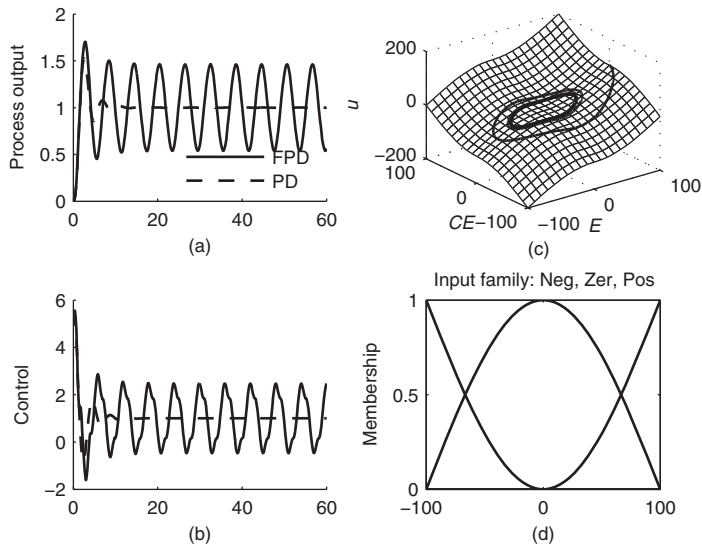 2
1.5
1
0.5
0
0 20 40 60
Process output
FPD
PD
(a)
200
0
−200
u
100
0
−100
CE
−100
0
100
E
(c)
6
4
2
0
−2
0 20 40 60
Control
(b)
Input family: Neg, Zer, Pos
1
0.5
0
−100 0 100
Membership
(d)